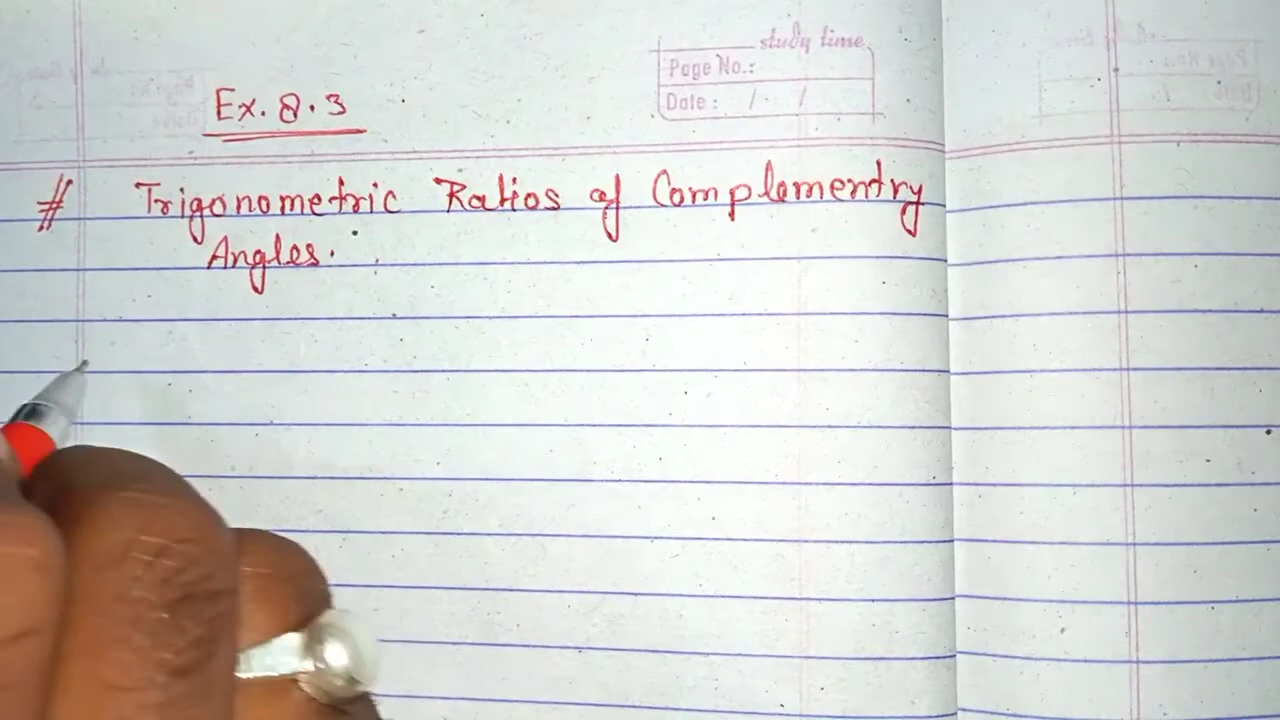 study time
Page No.:
Date : / /
Ex. 8.3
# Trigonometric Ratios of Complementry
Angles.